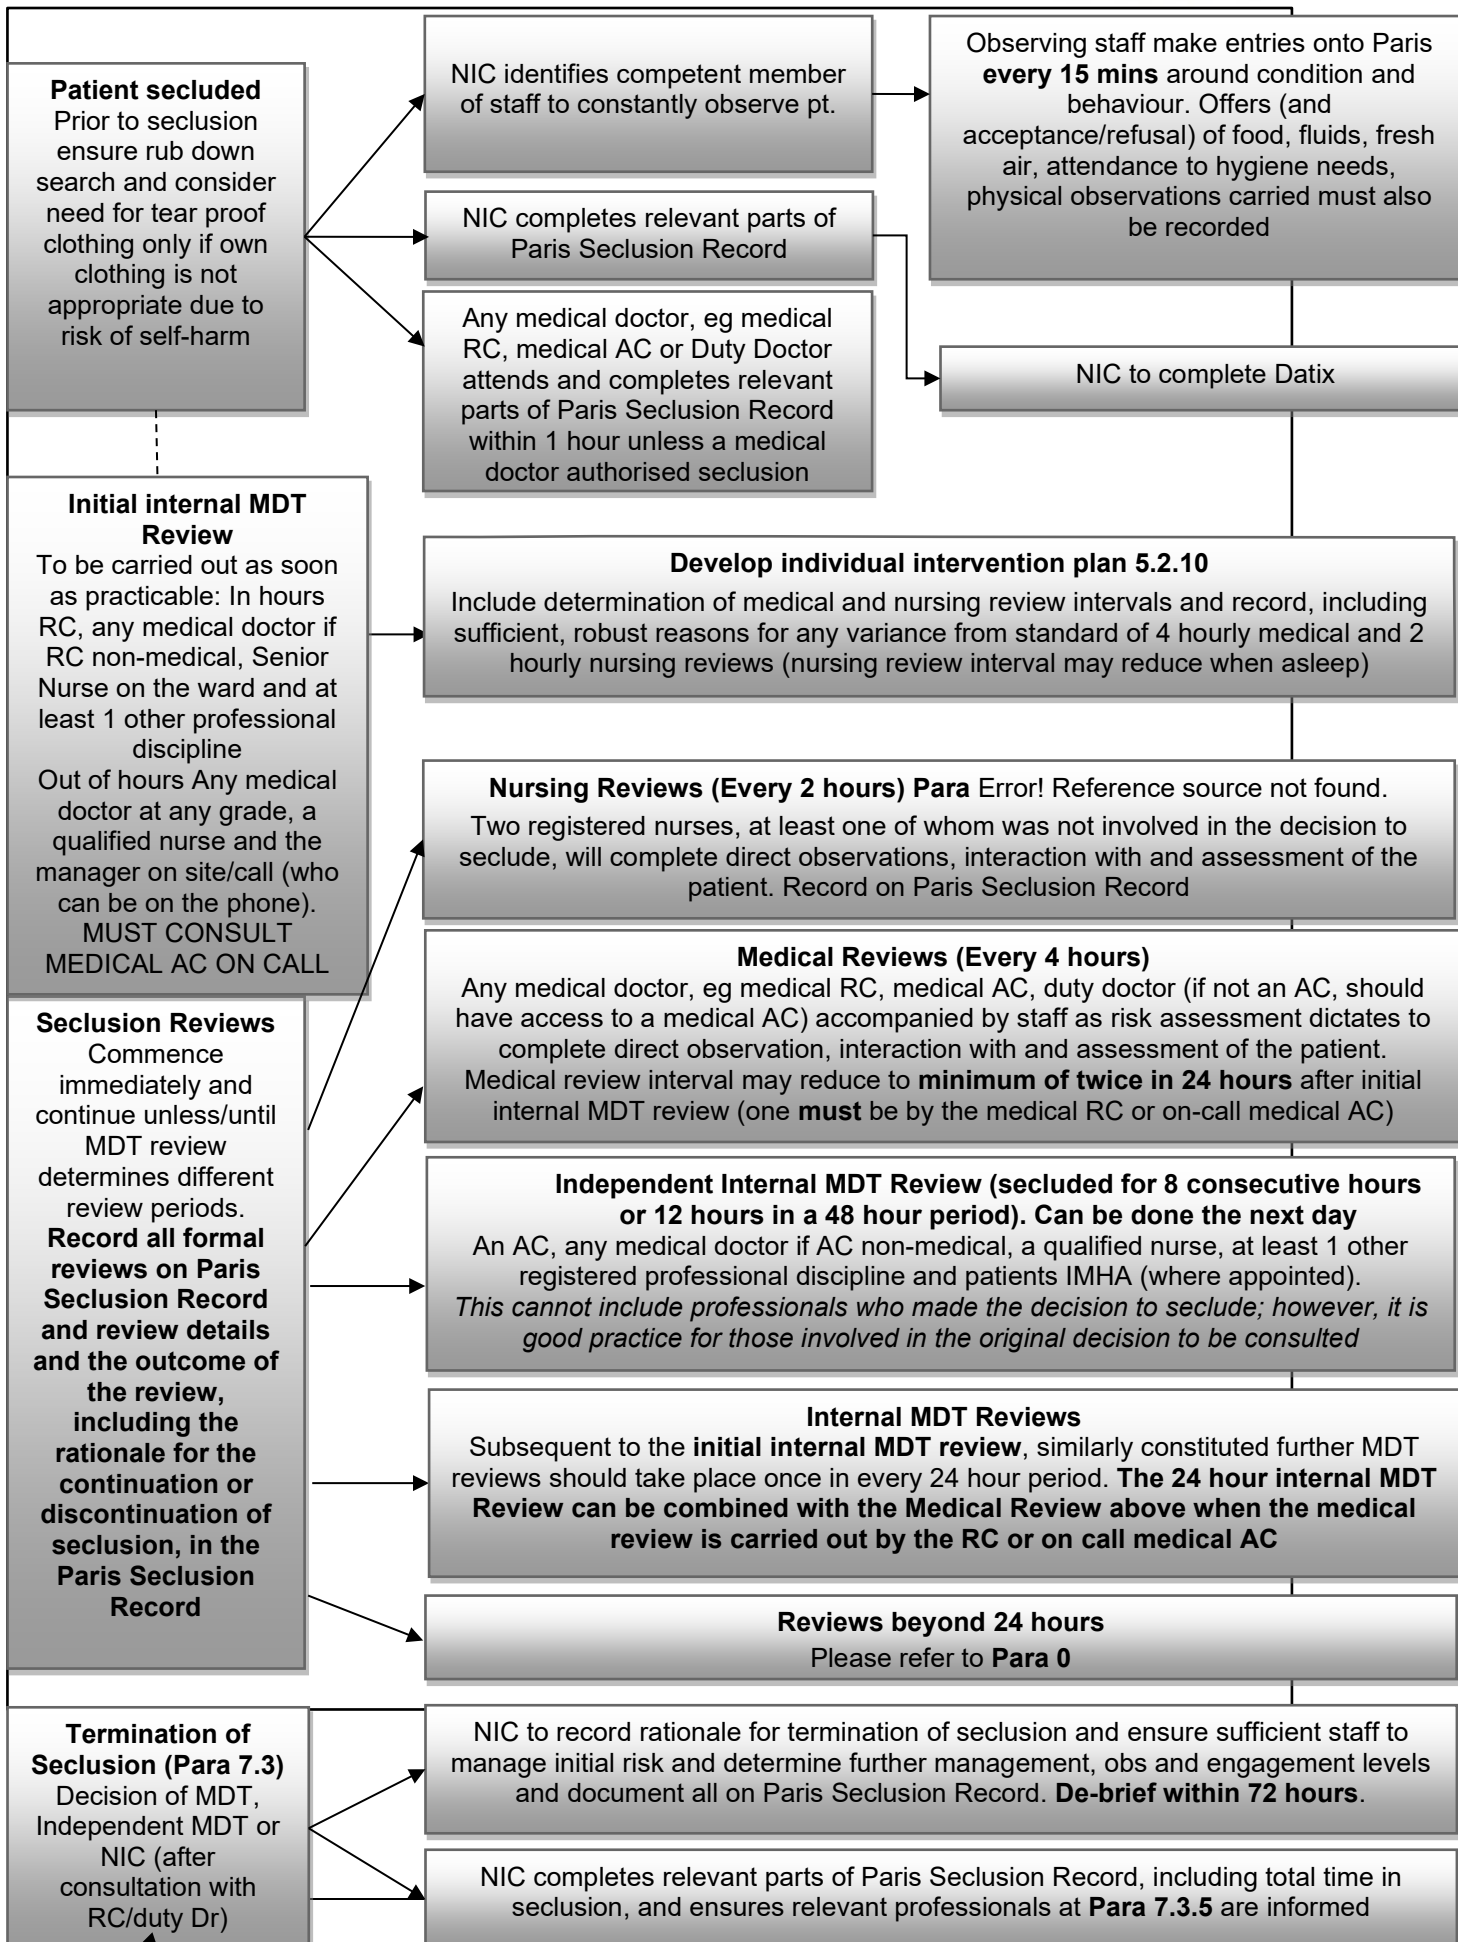 Patient secluded
Prior to seclusion
ensure rub down
search and consider
need for tear proof
clothing only if own
clothing is not
appropriate due to
risk of self-harm
NIC identifies competent member
of staff to constantly observe pt.
Observing staff make entries onto Paris
every 15 mins around condition and
behaviour. Offers (and
acceptance/refusal) of food, fluids, fresh
air, attendance to hygiene needs,
physical observations carried must also
be recorded
NIC completes relevant parts of
Paris Seclusion Record
Any medical doctor, eg medical
RC, medical AC or Duty Doctor
attends and completes relevant
parts of Paris Seclusion Record
within 1 hour unless a medical
doctor authorised seclusion
NIC to complete Datix
Initial internal MDT
Review
To be carried out as soon
as practicable: In hours
RC, any medical doctor if
RC non-medical, Senior
Nurse on the ward and at
least 1 other professional
discipline
Out of hours Any medical
doctor at any grade, a
qualified nurse and the
manager on site/call (who
can be on the phone).
MUST CONSULT
MEDICAL AC ON CALL
Develop individual intervention plan 5.2.10
Include determination of medical and nursing review intervals and record, including
sufficient, robust reasons for any variance from standard of 4 hourly medical and 2
hourly nursing reviews (nursing review interval may reduce when asleep)
Seclusion Reviews
Commence
immediately and
continue unless/until
MDT review
determines different
review periods.
Record all formal
reviews on Paris
Seclusion Record
and review details
and the outcome of
the review,
including the
rationale for the
continuation or
discontinuation of
seclusion, in the
Paris Seclusion
Record
Nursing Reviews (Every 2 hours) Para Error! Reference source not found.
Two registered nurses, at least one of whom was not involved in the decision to
seclude, will complete direct observations, interaction with and assessment of the
patient. Record on Paris Seclusion Record
Medical Reviews (Every 4 hours)
Any medical doctor, eg medical RC, medical AC, duty doctor (if not an AC, should
have access to a medical AC) accompanied by staff as risk assessment dictates to
complete direct observation, interaction with and assessment of the patient.
Medical review interval may reduce to minimum of twice in 24 hours after initial
internal MDT review (one must be by the medical RC or on-call medical AC)
Independent Internal MDT Review (secluded for 8 consecutive hours
or 12 hours in a 48 hour period). Can be done the next day
An AC, any medical doctor if AC non-medical, a qualified nurse, at least 1 other
registered professional discipline and patients IMHA (where appointed).
This cannot include professionals who made the decision to seclude; however, it is
good practice for those involved in the original decision to be consulted
Internal MDT Reviews
Subsequent to the initial internal MDT review, similarly constituted further MDT
reviews should take place once in every 24 hour period. The 24 hour internal MDT
Review can be combined with the Medical Review above when the medical
review is carried out by the RC or on call medical AC
Reviews beyond 24 hours
Please refer to Para 0
Termination of
Seclusion (Para 7.3)
Decision of MDT,
Independent MDT or
NIC (after
consultation with
RC/duty Dr)
NIC to record rationale for termination of seclusion and ensure sufficient staff to
manage initial risk and determine further management, obs and engagement levels
and document all on Paris Seclusion Record. De-brief within 72 hours.
NIC completes relevant parts of Paris Seclusion Record, including total time in
seclusion, and ensures relevant professionals at Para 7.3.5 are informed